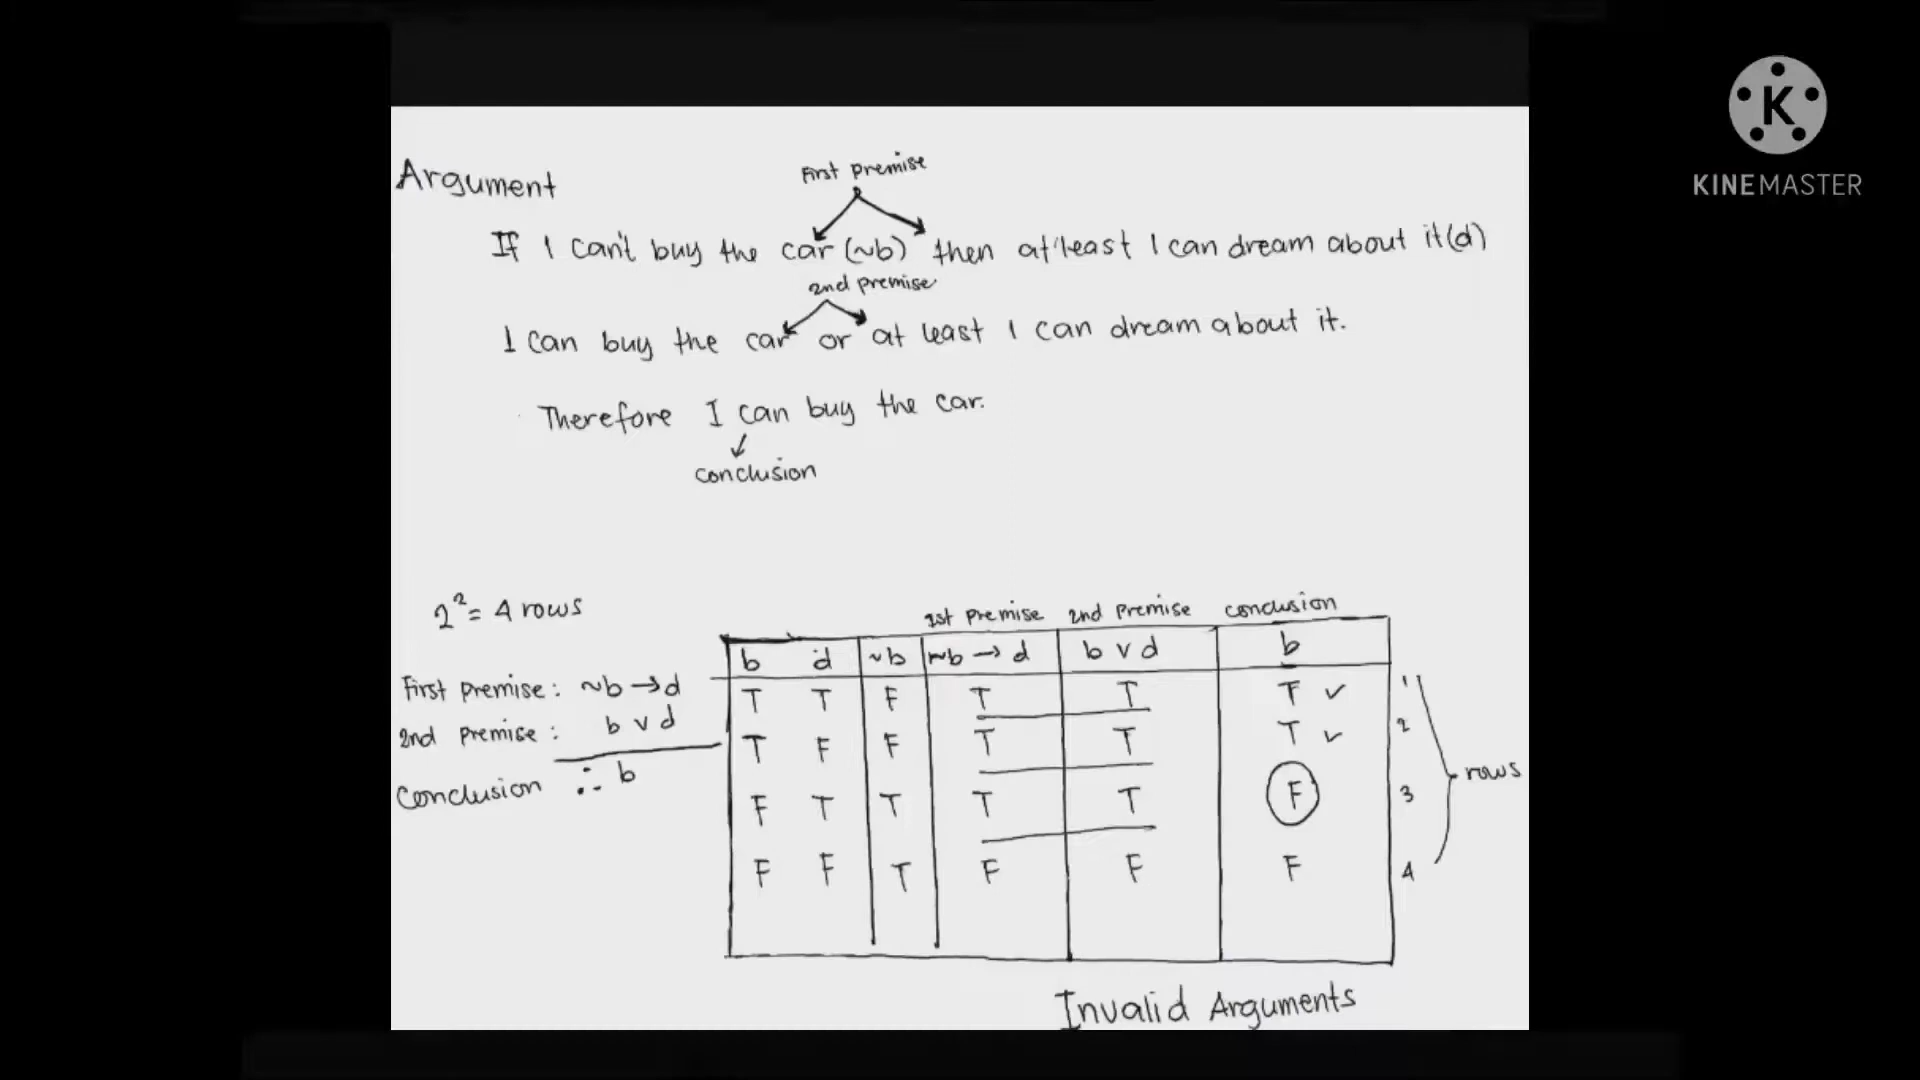 KINEMASTER
Argument
First premise
If I can't buy the car (~b) then at least I can dream about it (d)
2nd premise
I can buy the car or at least I can dream about it.
Therefore I can buy the car.
conclusion
2² = 4 rows
First premise: ~b → d
2nd premise: b v d
Conclusion ∴ b
1st premise 2nd premise conclusion
b d ~b ~b → d b v d b
T T F T T T ✓ 1
T F F T T T ✓ 2
F T T T T F 3
F F T F F F 4
rows
Invalid Arguments